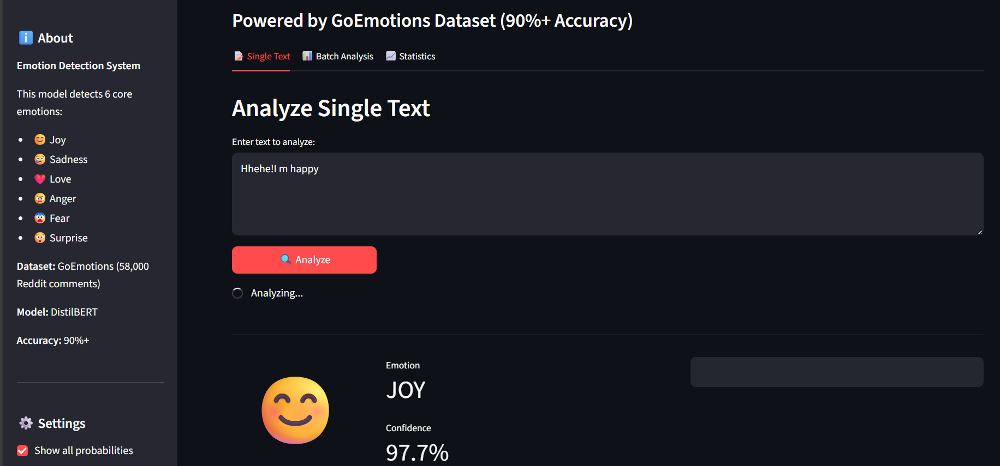 About
Emotion Detection System
This model detects 6 core
emotions:
Joy
Sadness
Love
Anger
Fear
Surprise
Dataset: GoEmotions (58,000
Reddit comments)
Model: DistilBERT
Accuracy: 90%+
Settings
Show all probabilities
Powered by GoEmotions Dataset (90%+ Accuracy)
Single Text Batch Analysis Statistics
Analyze Single Text
Enter text to analyze:
Hhehe!I m happy
Analyze
Analyzing...
Emotion
JOY
Confidence
97.7%